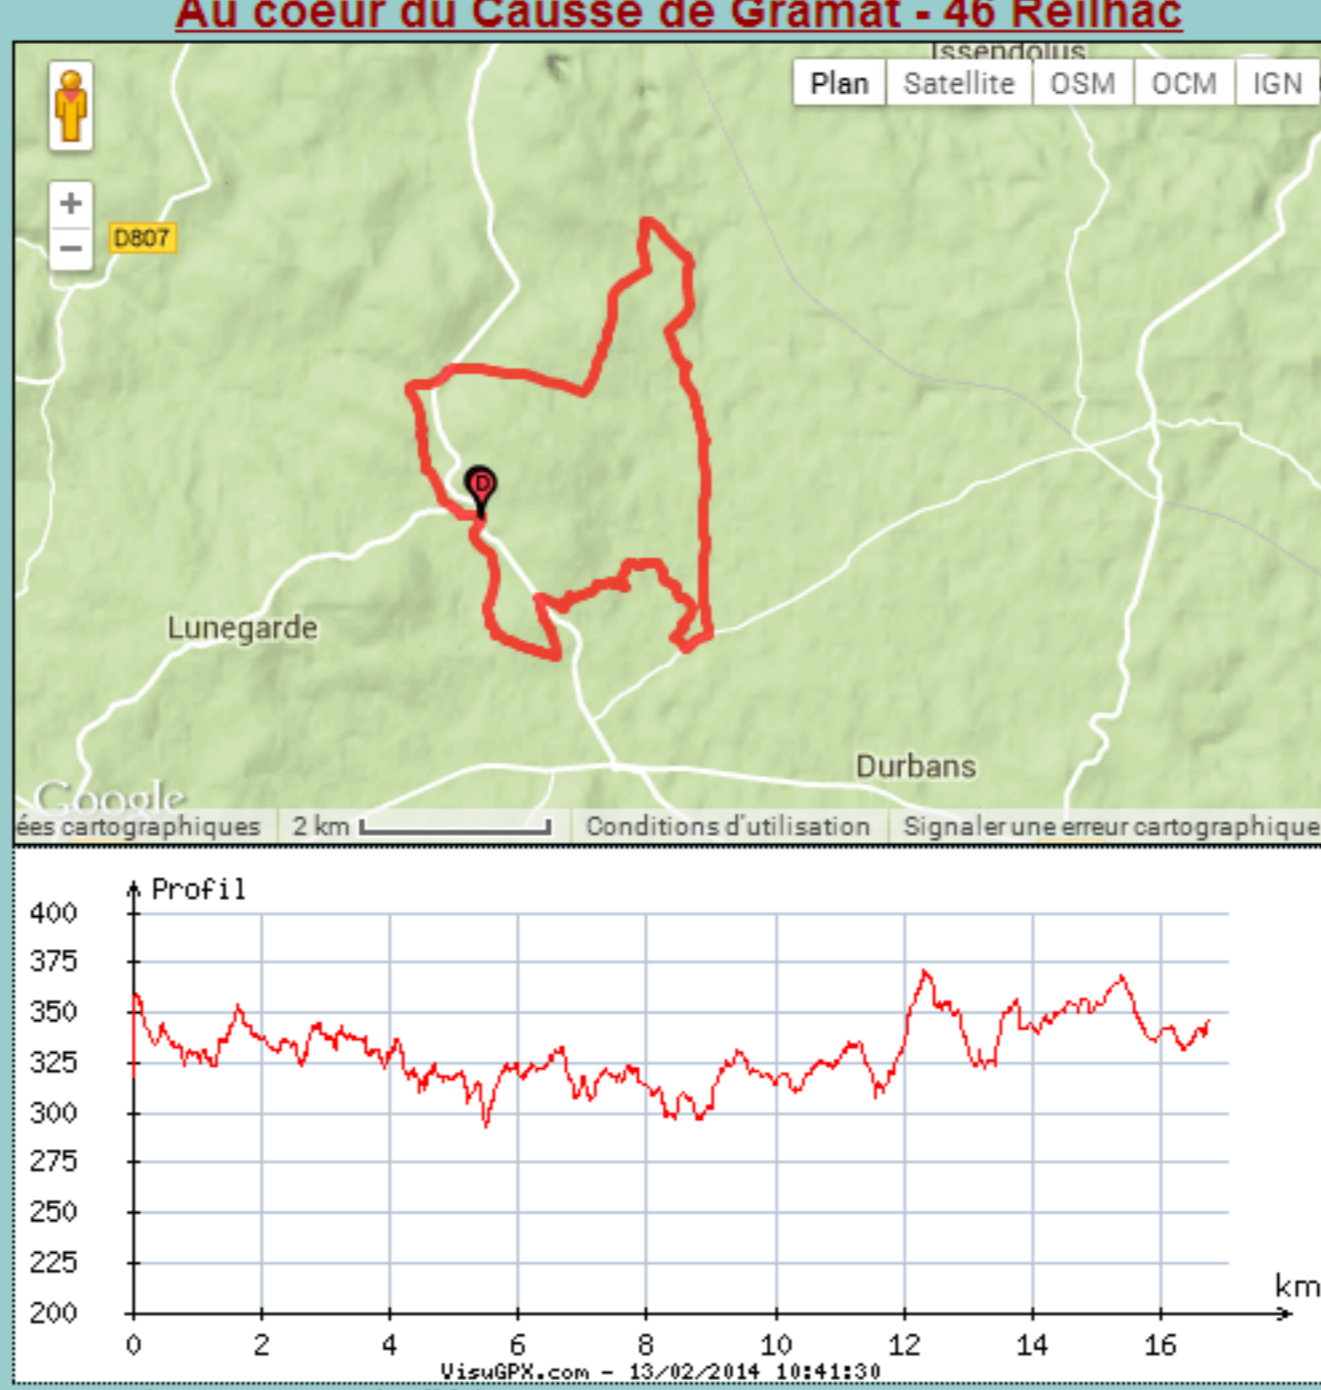 Au coeur du Causse de Gramat - 46 Reilhac
Issendolus
Plan Satellite OSM OCM IGN
+
−
D807
D
Lunegarde
Durbans
Google
ées cartographiques 2 km Conditions d'utilisation Signaler une erreur cartographique
Profil
400
375
350
325
300
275
250
225
200
km
0 2 4 6 8 10 12 14 16
VisuGPX.com - 13/02/2014 10:41:30